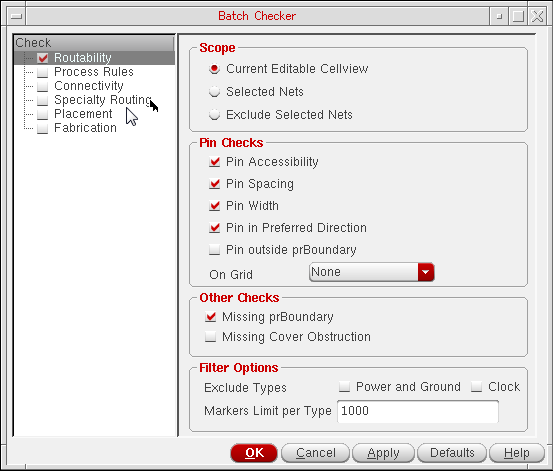 Batch Checker
Check
Routability
Process Rules
Connectivity
Specialty Routing
Placement
Fabrication
Scope
Current Editable Cellview
Selected Nets
Exclude Selected Nets
Pin Checks
Pin Accessibility
Pin Spacing
Pin Width
Pin in Preferred Direction
Pin outside prBoundary
On Grid None
Other Checks
Missing prBoundary
Missing Cover Obstruction
Filter Options
Exclude Types Power and Ground Clock
Markers Limit per Type 1000
OK Cancel Apply Defaults Help